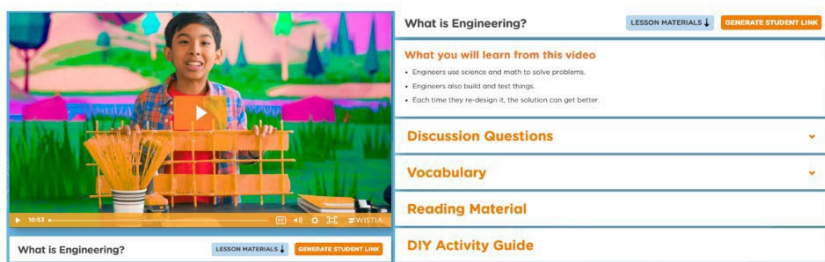 10:53
CC
WISTIA
What is Engineering?
LESSON MATERIALS
GENERATE STUDENT LINK
What is Engineering?
LESSON MATERIALS
GENERATE STUDENT LINK
What you will learn from this video
• Engineers use science and math to solve problems.
• Engineers also build and test things.
• Each time they re-design it, the solution can get better.
Discussion Questions
Vocabulary
Reading Material
DIY Activity Guide